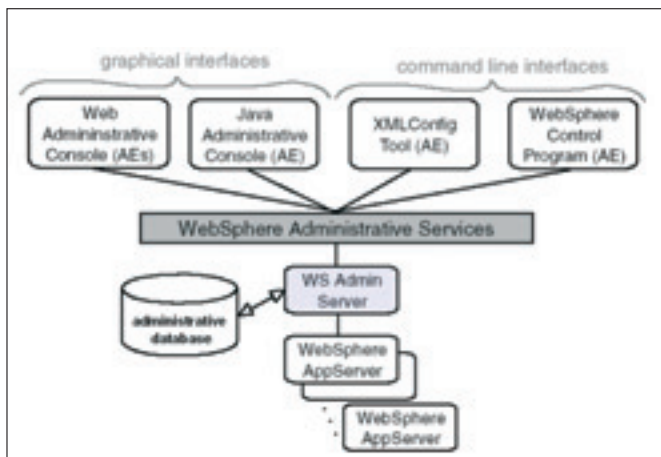 graphical interfaces
command line interfaces
Web
Admininstrative
Console (AEs)
Java
Administrative
Console (AE)
XMLConfig
Tool (AE)
WebSphere
Control
Program (AE)
WebSphere Administrative Services
WS Admin
Server
administrative
database
WebSphere
AppServer
WebSphere
AppServer